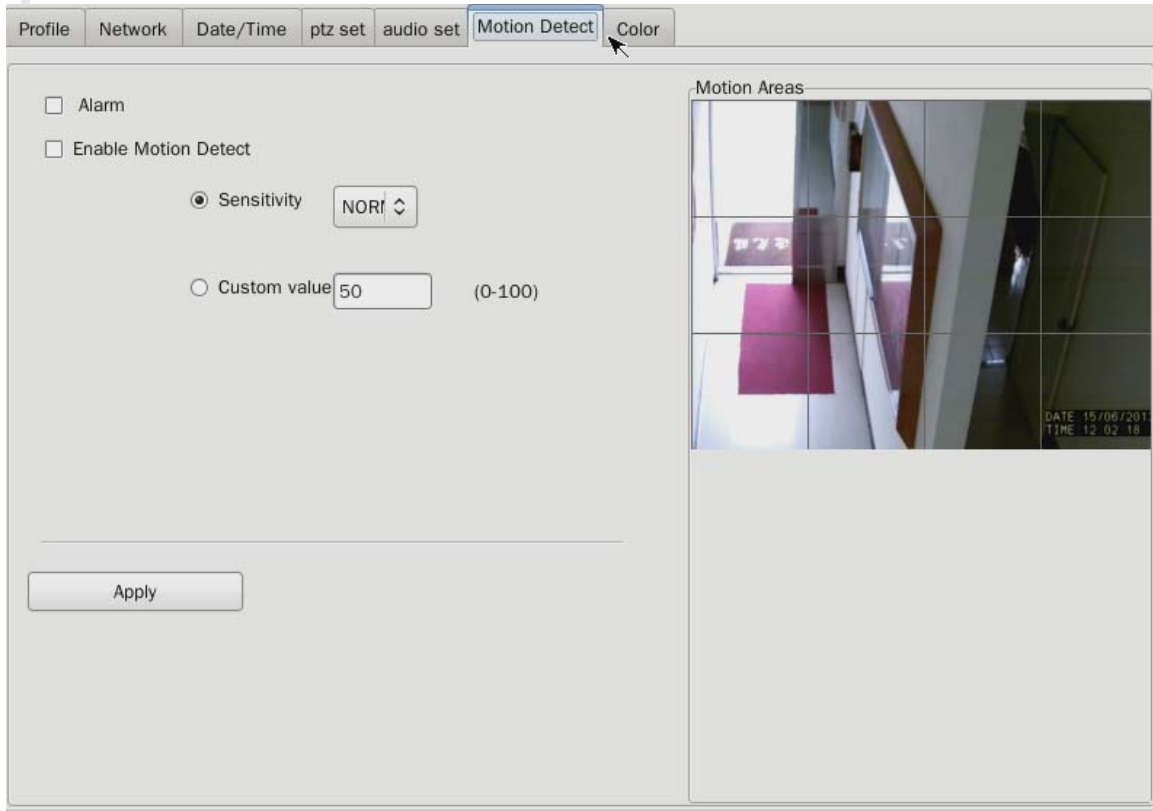 Profile Network Date/Time ptz set audio set Motion Detect Color
Alarm
Enable Motion Detect
Sensitivity NORM
Custom value 50 (0-100)
Apply
Motion Areas
DATE 15/06/201
TIME 12 02 18